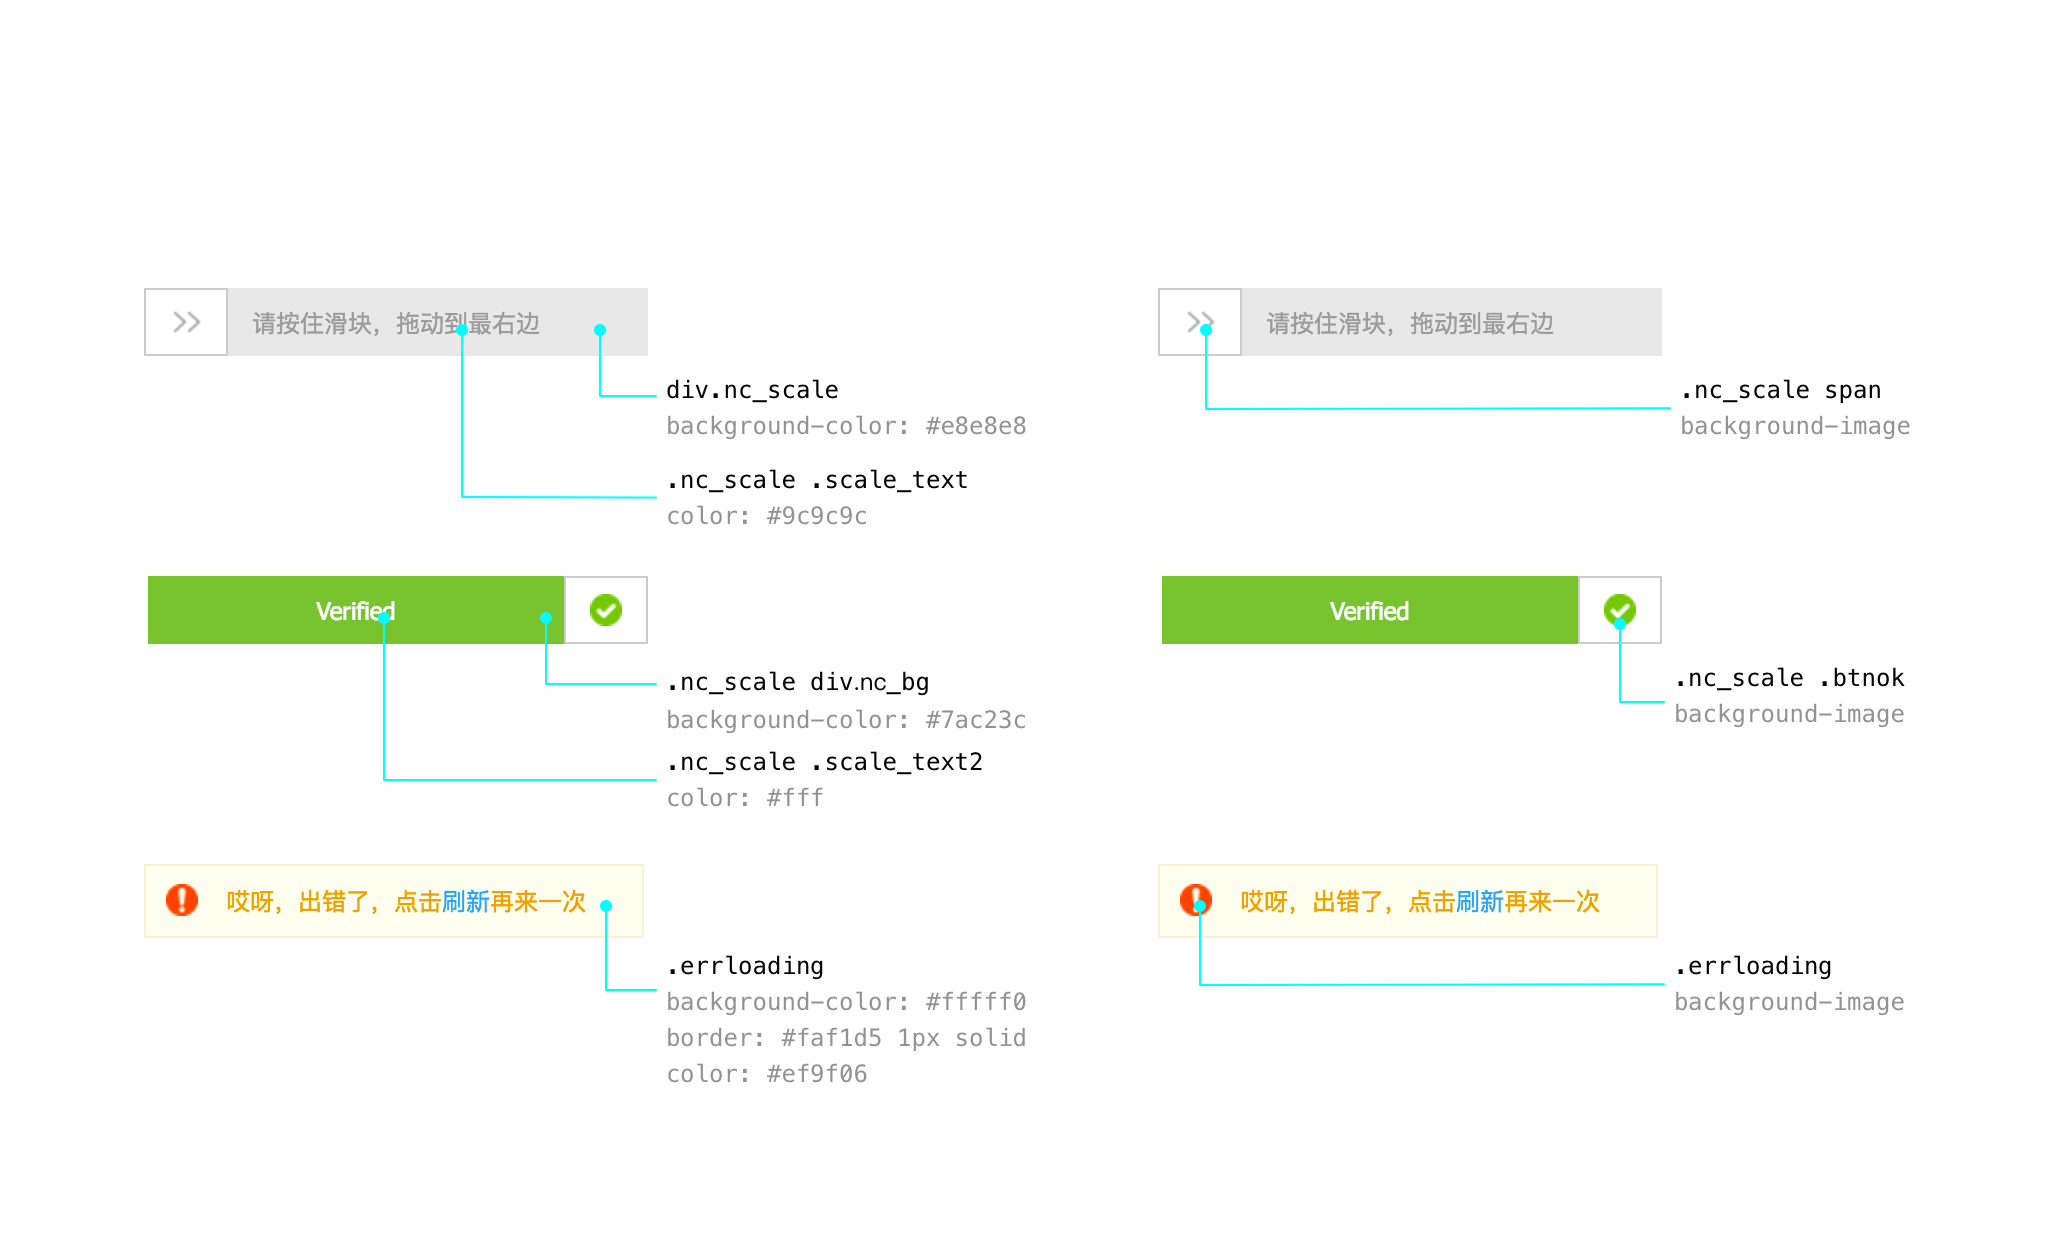 请按住滑块，拖动到最右边
div.nc_scale
background-color: #e8e8e8
.nc_scale .scale_text
color: #9c9c9c
请按住滑块，拖动到最右边
.nc_scale span
background-image
Verified
.nc_scale div.nc_bg
background-color: #7ac23c
.nc_scale .scale_text2
color: #fff
Verified
.nc_scale .btnok
background-image
哎呀，出错了，点击刷新再来一次
.errloading
background-color: #fffff0
border: #faf1d5 1px solid
color: #ef9f06
哎呀，出错了，点击刷新再来一次
.errloading
background-image